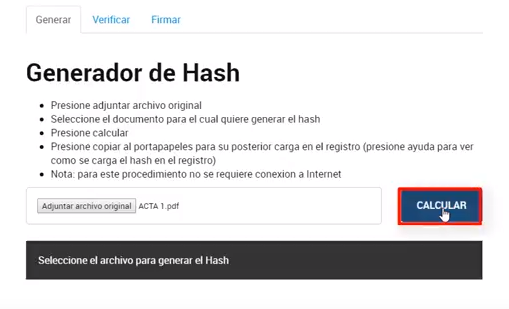 Generar Verificar Firmar
Generador de Hash
Presione adjuntar archivo original
Seleccione el documento para el cual quiere generar el hash
Presione calcular
Presione copiar al portapapeles para su posterior carga en el registro (presione ayuda para ver
como se carga el hash en el registro)
Nota: para este procedimiento no se requiere conexion a Internet
Adjuntar archivo original ACTA 1.pdf CALCULAR
Seleccione el archivo para generar el Hash